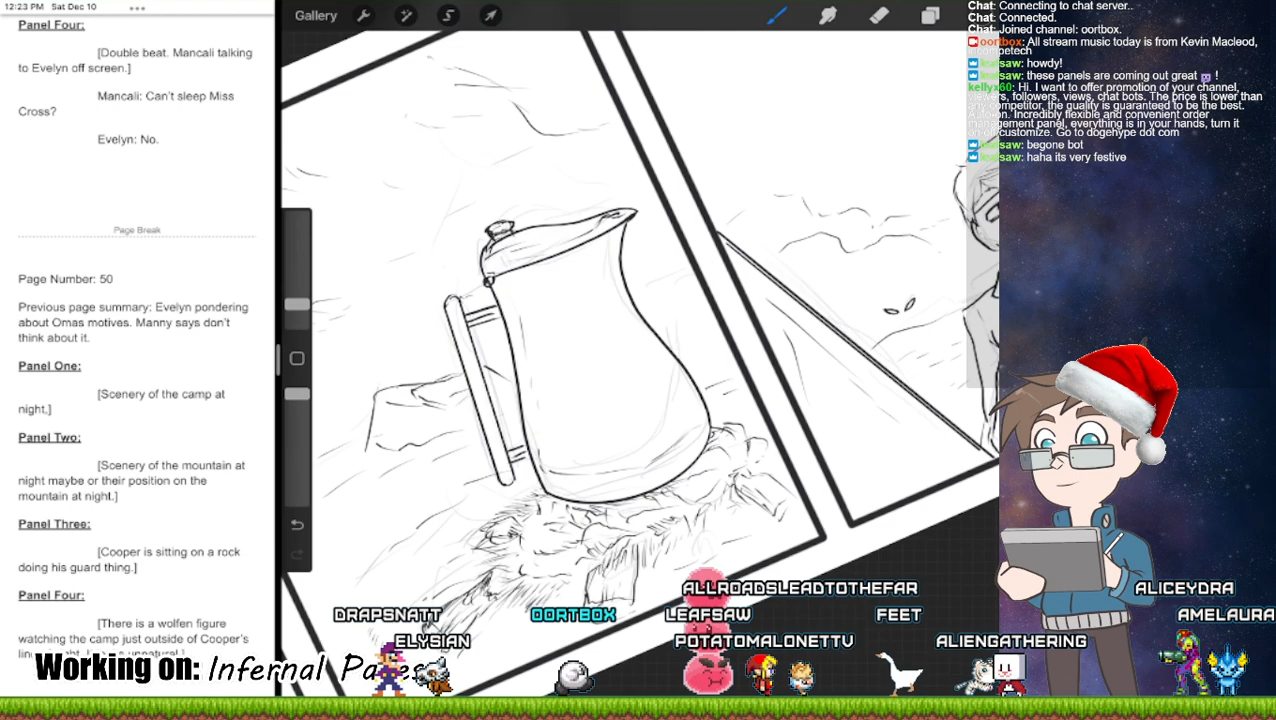 12:23 PM Sat Dec 10
Panel Four:
[Double beat. Mancali talking
to Evelyn off screen.]
Mancali: Can't sleep Miss
Cross?
Evelyn: No.
Page Break
Page Number: 50
Previous page summary: Evelyn pondering
about Omas motives. Manny says don't
think about it.
Panel One:
[Scenery of the camp at
night.]
Panel Two:
[Scenery of the mountain at
night maybe or their position on the
mountain at night.]
Panel Three:
[Cooper is sitting on a rock
doing his guard thing.]
Panel Four:
[There is a wolfen figure
watching the camp just outside of Cooper's
Gallery
Chat: Connecting to chat server..
Chat: Connected.
Chat: Joined channel: oortbox.
oortbox: All stream music today is from Kevin Macleod,
leafsaw: howdy!
leafsaw: these panels are coming out great !
kellyx60: Hi. I want to offer promotion of your channel,
followers, views, chat bots. The price is lower than
any competitor, the quality is guaranteed to be the best.
Incredibly flexible and convenient order
management panel, everything is in your hands, turn it
customize. Go to dogehype dot com
leafsaw: begone bot
leafsaw: haha its very festive
ALLROADSLEADTOTHEFAR
ALICEYDRA
DRAPSNATT
OORTBOX
LEAFSAW
FEET
AMELAURA
ELYSIAN
POTATOMALONETTV
ALIENGATHERING
Working on: Infernal Pa